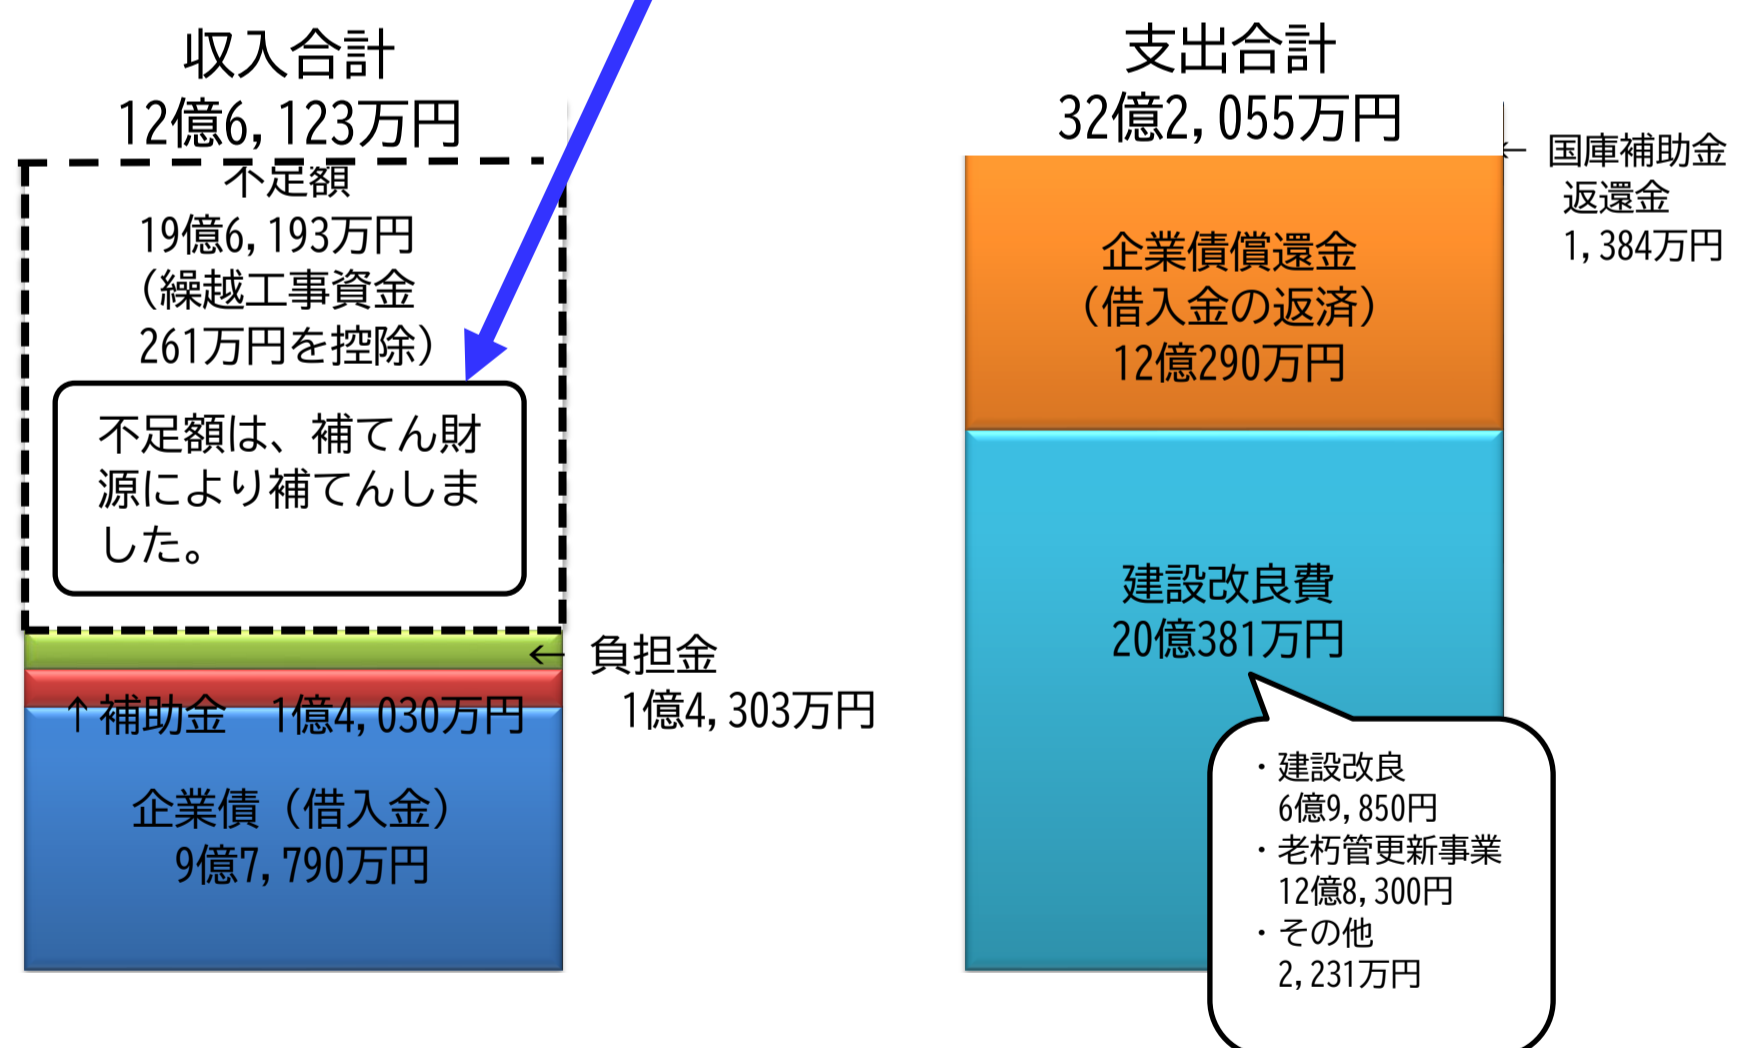 収入合計
12億6,123万円
不足額
19億6,193万円
（繰越工事資金
261万円を控除）
不足額は、補てん財
源により補てんしま
した。
← 負担金
1億4,303万円
↑補助金　1億4,030万円
企業債（借入金）
9億7,790万円
支出合計
32億2,055万円
← 国庫補助金
返還金
1,384万円
企業債償還金
（借入金の返済）
12億290万円
建設改良費
20億381万円
・建設改良
6億9,850円
・老朽管更新事業
12億8,300円
・その他
2,231万円